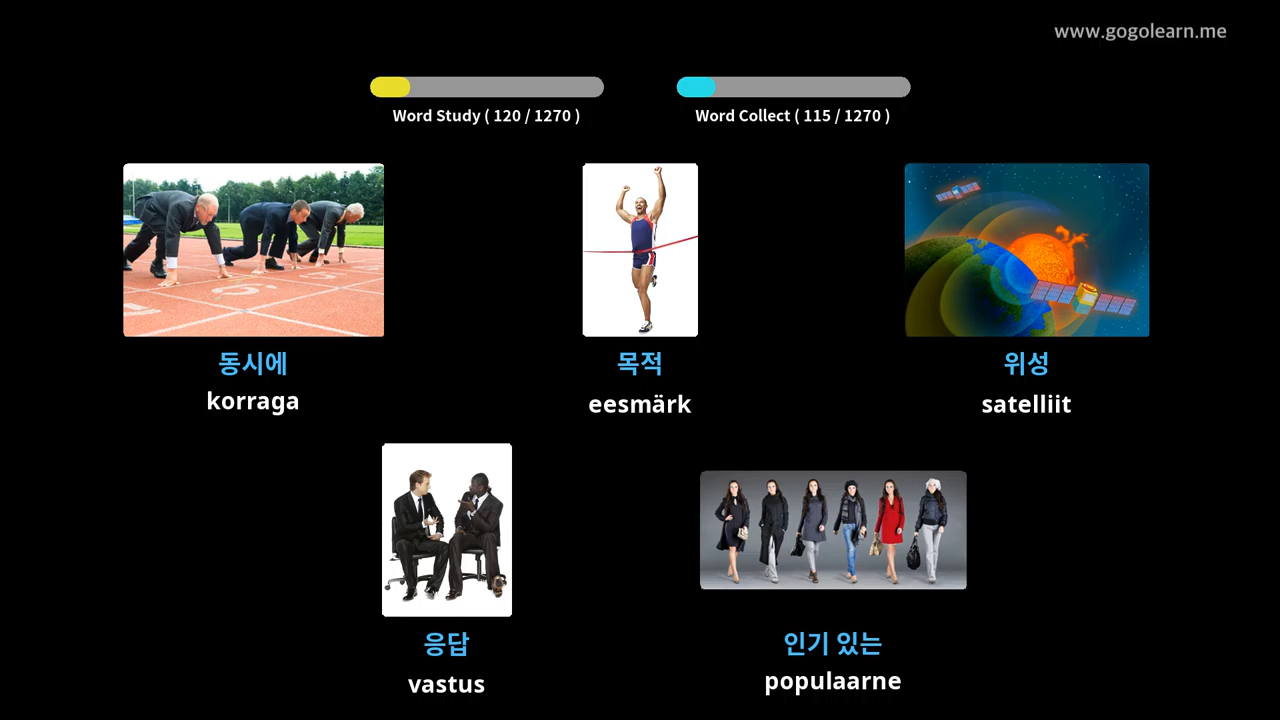 www.gogolearn.me
Word Study ( 120 / 1270 )
Word Collect ( 115 / 1270 )
동시에
korraga
목적
eesmärk
위성
satelliit
응답
vastus
인기 있는
populaarne